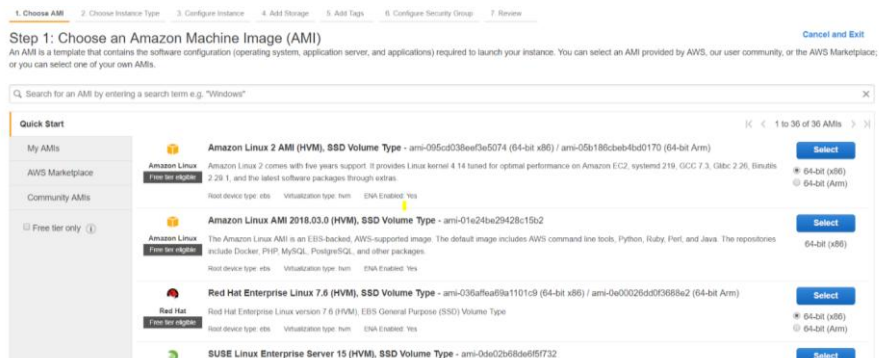 1. Choose AMI 2. Choose Instance Type 3. Configure Instance 4. Add Storage 5. Add Tags 6. Configure Security Group 7. Review
Step 1: Choose an Amazon Machine Image (AMI)
Cancel and Exit
An AMI is a template that contains the software configuration (operating system, application server, and applications) required to launch your instance. You can select an AMI provided by AWS, our user community, or the AWS Marketplace;
or you can select one of your own AMIs.
Search for an AMI by entering a search term e.g. "Windows"
Quick Start
1 to 36 of 36 AMIs
My AMIs
AWS Marketplace
Community AMIs
Free tier only
Amazon Linux
Free tier eligible
Amazon Linux 2 AMI (HVM), SSD Volume Type - ami-095cd038eef3e5074 (64-bit x86) / ami-05b186cbeb4bd0170 (64-bit Arm)
Amazon Linux 2 comes with five years support. It provides Linux kernel 4.14 tuned for optimal performance on Amazon EC2, systemd 219, GCC 7.3, Glibc 2.26, Binutils
2.29.1, and the latest software packages through extras.
Root device type: ebs Virtualization type: hvm ENA Enabled: Yes
Select
64-bit (x86)
64-bit (Arm)
Amazon Linux
Free tier eligible
Amazon Linux AMI 2018.03.0 (HVM), SSD Volume Type - ami-01e24be29428c15b2
The Amazon Linux AMI is an EBS-backed, AWS-supported image. The default image includes AWS command line tools, Python, Ruby, Perl, and Java. The repositories
include Docker, PHP, MySQL, PostgreSQL, and other packages.
Root device type: ebs Virtualization type: hvm ENA Enabled: Yes
Select
64-bit (x86)
Red Hat
Free tier eligible
Red Hat Enterprise Linux 7.6 (HVM), SSD Volume Type - ami-036affea69a1101c9 (64-bit x86) / ami-0e00026dd0f3688e2 (64-bit Arm)
Red Hat Enterprise Linux version 7.6 (HVM), EBS General Purpose (SSD) Volume Type
Root device type: ebs Virtualization type: hvm ENA Enabled: Yes
Select
64-bit (x86)
64-bit (Arm)
SUSE Linux Enterprise Server 15 (HVM), SSD Volume Type - ami-0de02b68de6f5f732
Select